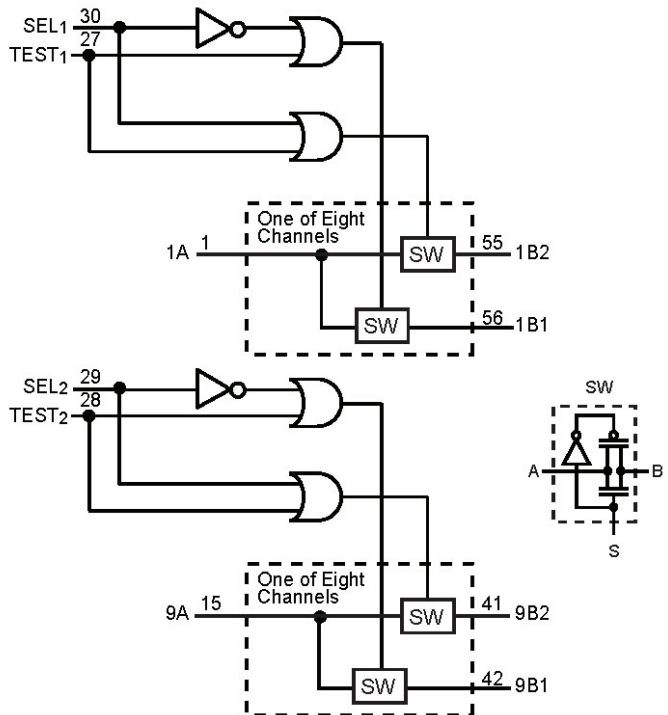 SEL1 30
TEST1 27
One of Eight
Channels
1A 1
SW 55 1B2
SW 56 1B1
SEL2 29
TEST2 28
SW
A B
S
One of Eight
Channels
9A 15
SW 41 9B2
SW 42 9B1